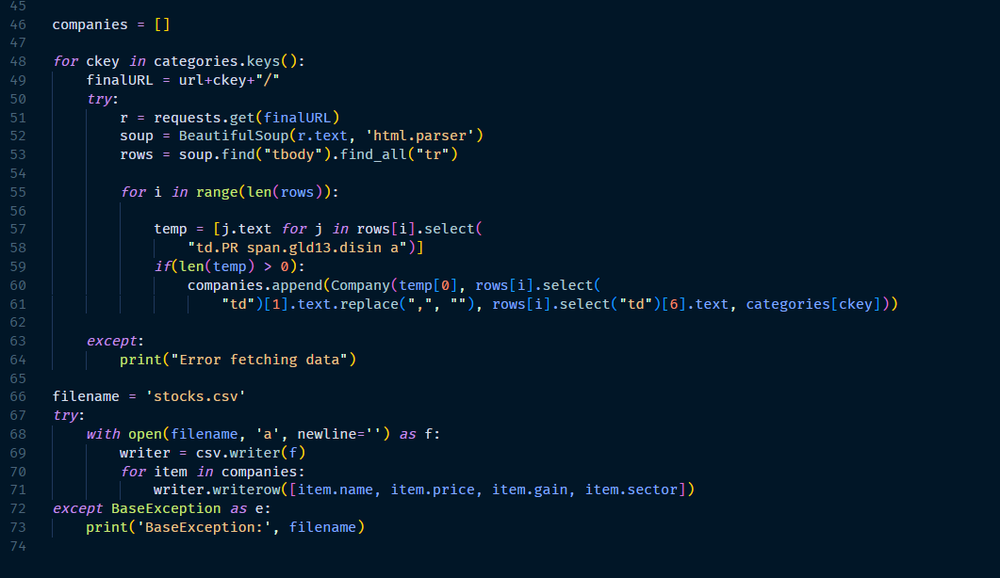 45
46 companies = []
47
48 for ckey in categories.keys():
49     finalURL = url+ckey+"/"
50     try:
51         r = requests.get(finalURL)
52         soup = BeautifulSoup(r.text, 'html.parser')
53         rows = soup.find("tbody").find_all("tr")
54
55         for i in range(len(rows)):
56
57             temp = [j.text for j in rows[i].select(
58                 "td.PR span.gld13.disin a")]
59             if(len(temp) > 0):
60                 companies.append(Company(temp[0], rows[i].select(
61                     "td")[1].text.replace(",", ""), rows[i].select("td")[6].text, categories[ckey]))
62
63     except:
64         print("Error fetching data")
65
66 filename = 'stocks.csv'
67 try:
68     with open(filename, 'a', newline='') as f:
69         writer = csv.writer(f)
70         for item in companies:
71             writer.writerow([item.name, item.price, item.gain, item.sector])
72 except BaseException as e:
73     print('BaseException:', filename)
74